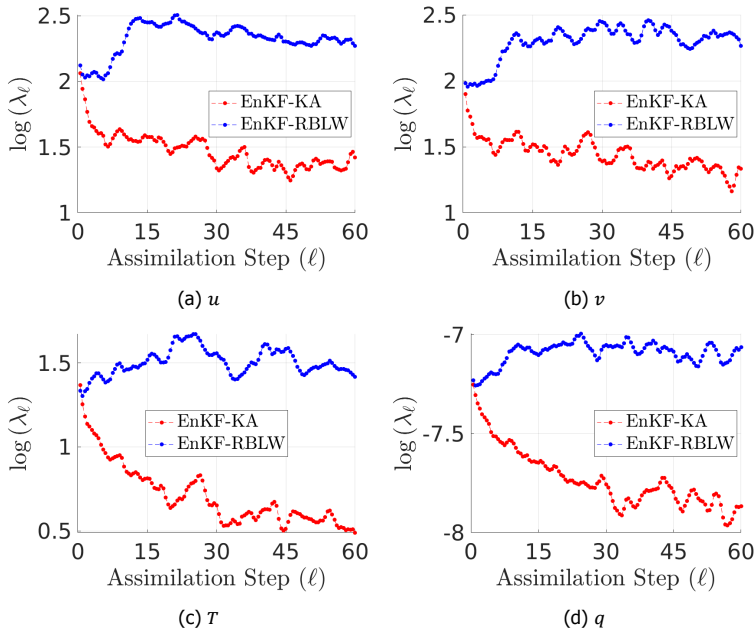 2.5
2
1.5
1
log (λℓ)
EnKF-KA
EnKF-RBLW
0 15 30 45 60
Assimilation Step (ℓ)
(a) u
2.5
2
1.5
1
log (λℓ)
EnKF-KA
EnKF-RBLW
0 15 30 45 60
Assimilation Step (ℓ)
(b) v
1.5
1
0.5
log (λℓ)
EnKF-KA
EnKF-RBLW
0 15 30 45 60
Assimilation Step (ℓ)
(c) T
-7
-7.5
-8
log (λℓ)
EnKF-KA
EnKF-RBLW
0 15 30 45 60
Assimilation Step (ℓ)
(d) q